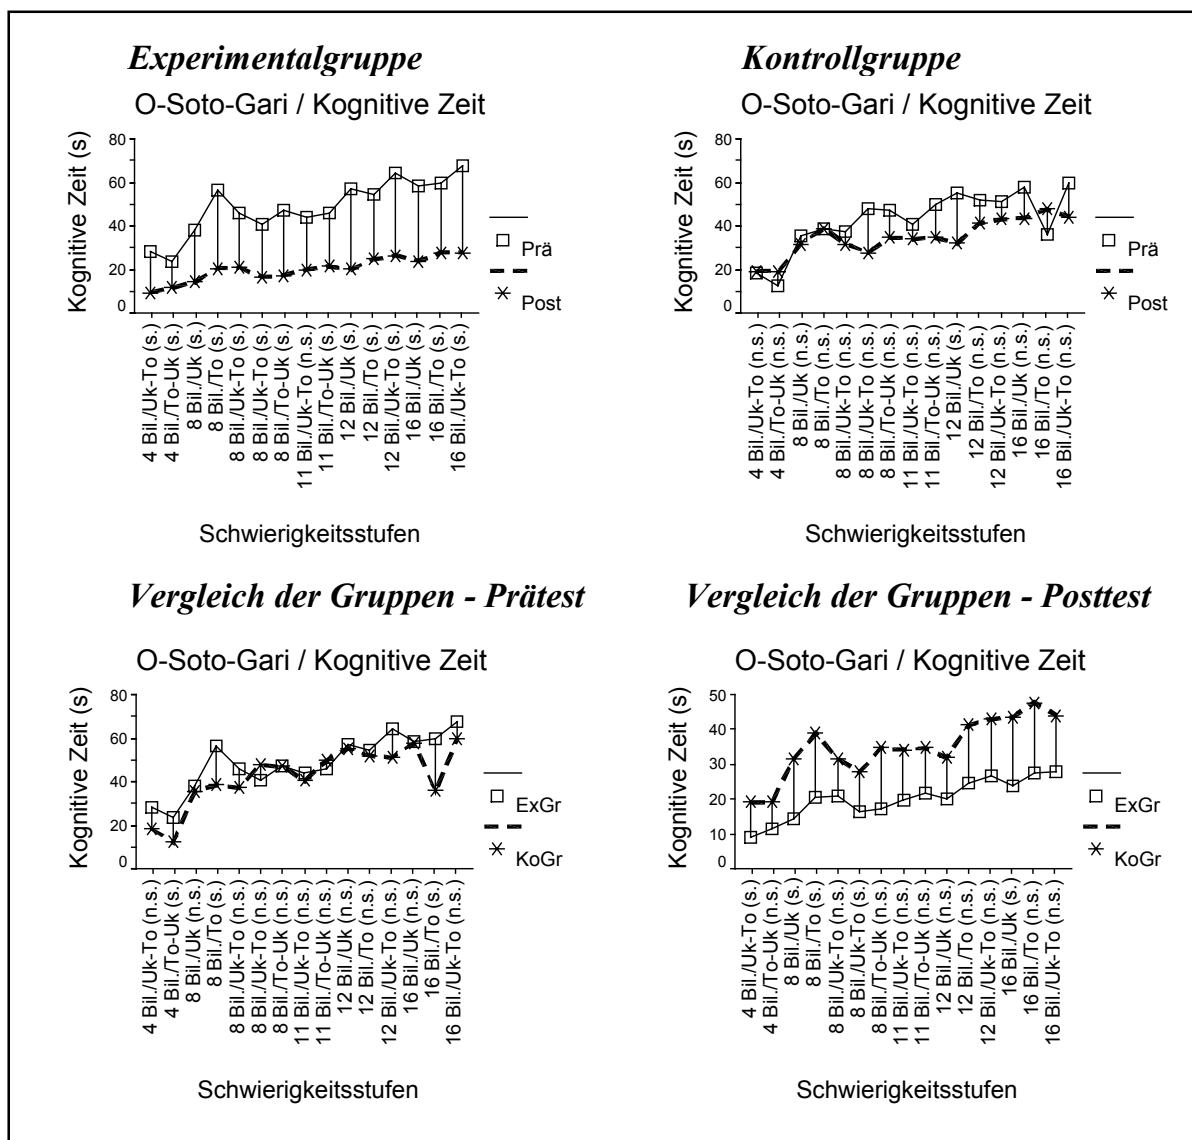 Experimentalgruppe
O-Soto-Gari / Kognitive Zeit
Kognitive Zeit (s)
80
60
40
20
0
Prä
Post
4 Bil./Uk-To (s.)
4 Bil./To-Uk (s.)
8 Bil./Uk (s.)
8 Bil./To (s.)
8 Bil./Uk-To (s.)
8 Bil./Uk-To (s.)
8 Bil./To-Uk (s.)
11 Bil./Uk-To (n.s.)
11 Bil./To-Uk (s.)
12 Bil./Uk (s.)
12 Bil./To (s.)
12 Bil./Uk-To (s.)
16 Bil./Uk (s.)
16 Bil./To (s.)
16 Bil./Uk-To (s.)
Schwierigkeitsstufen
Kontrollgruppe
O-Soto-Gari / Kognitive Zeit
Kognitive Zeit (s)
80
60
40
20
0
Prä
Post
4 Bil./Uk-To (n.s.)
4 Bil./To-Uk (n.s.)
8 Bil./Uk (n.s.)
8 Bil./To (n.s.)
8 Bil./Uk-To (n.s.)
8 Bil./Uk-To (s.)
8 Bil./To-Uk (n.s.)
11 Bil./Uk-To (n.s.)
11 Bil./To-Uk (n.s.)
12 Bil./Uk (s.)
12 Bil./To (n.s.)
12 Bil./Uk-To (n.s.)
16 Bil./Uk (n.s.)
16 Bil./To (n.s.)
16 Bil./Uk-To (n.s.)
Schwierigkeitsstufen
Vergleich der Gruppen - Prätest
O-Soto-Gari / Kognitive Zeit
Kognitive Zeit (s)
80
60
40
20
0
ExGr
KoGr
4 Bil./Uk-To (n.s.)
4 Bil./To-Uk (s.)
8 Bil./Uk (n.s.)
8 Bil./To (s.)
8 Bil./Uk-To (n.s.)
8 Bil./Uk-To (n.s.)
8 Bil./To-Uk (n.s.)
11 Bil./Uk-To (n.s.)
11 Bil./To-Uk (n.s.)
12 Bil./Uk (n.s.)
12 Bil./To (n.s.)
12 Bil./Uk-To (n.s.)
16 Bil./Uk (n.s.)
16 Bil./To (s.)
16 Bil./Uk-To (n.s.)
Schwierigkeitsstufen
Vergleich der Gruppen - Posttest
O-Soto-Gari / Kognitive Zeit
Kognitive Zeit (s)
50
40
30
20
10
0
ExGr
KoGr
4 Bil./Uk-To (s.)
4 Bil./To-Uk (n.s.)
8 Bil./Uk (s.)
8 Bil./To (s.)
8 Bil./Uk-To (n.s.)
8 Bil./Uk-To (s.)
8 Bil./To-Uk (n.s.)
11 Bil./Uk-To (n.s.)
11 Bil./To-Uk (n.s.)
12 Bil./Uk (n.s.)
12 Bil./To (n.s.)
12 Bil./Uk-To (n.s.)
16 Bil./Uk (n.s.)
16 Bil./To (n.s.)
16 Bil./Uk-To (n.s.)
Schwierigkeitsstufen